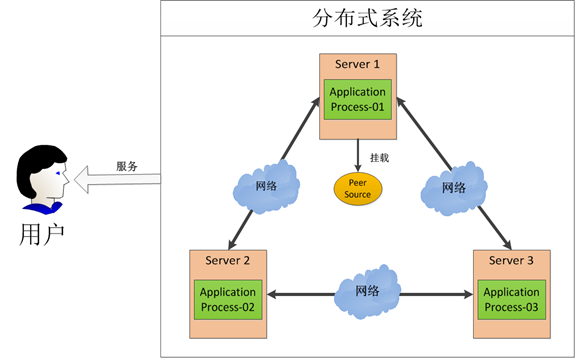 分布式系统
Server 1
Application
Process-01
挂载
Peer
Source
服务
网络
网络
用户
Server 2
Application
Process-02
网络
Server 3
Application
Process-03